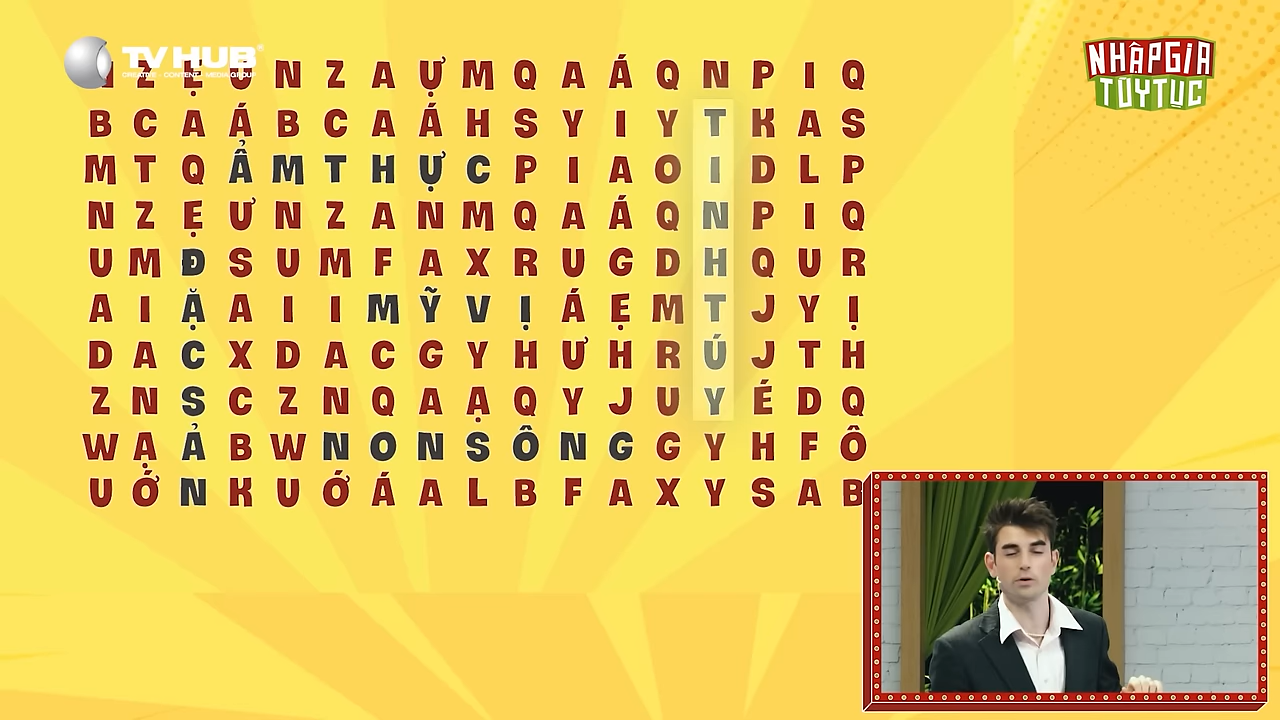 TV HUB
CREATIVE - CONTENT - MEDIA GROUP
NHẬP GIA
TÙY TỤC
Z Ẹ Ư N Z A Ự M Q A Á Q N P I Q
B C A Á B C A Á H S Y I Y T K A S
M T Q Ẩ M T H Ự C P I A O I D L P
N Z Ẹ Ư N Z A N M Q A Á Q N P I Q
U M Đ S U M F A X R U G D H Q U R
A I Ặ A I I M Ỹ V Ị Á Ẹ M T J Y Ị
D A C X D A C G Y H Ư H R Ú J T H
Z N S C Z N Q A Ạ Q Y J U Y É D Q
W Ạ Ả B W N O N S Ô N G G Y H F Ô
U Ớ N K U Ớ Á A L B F A X Y S A B